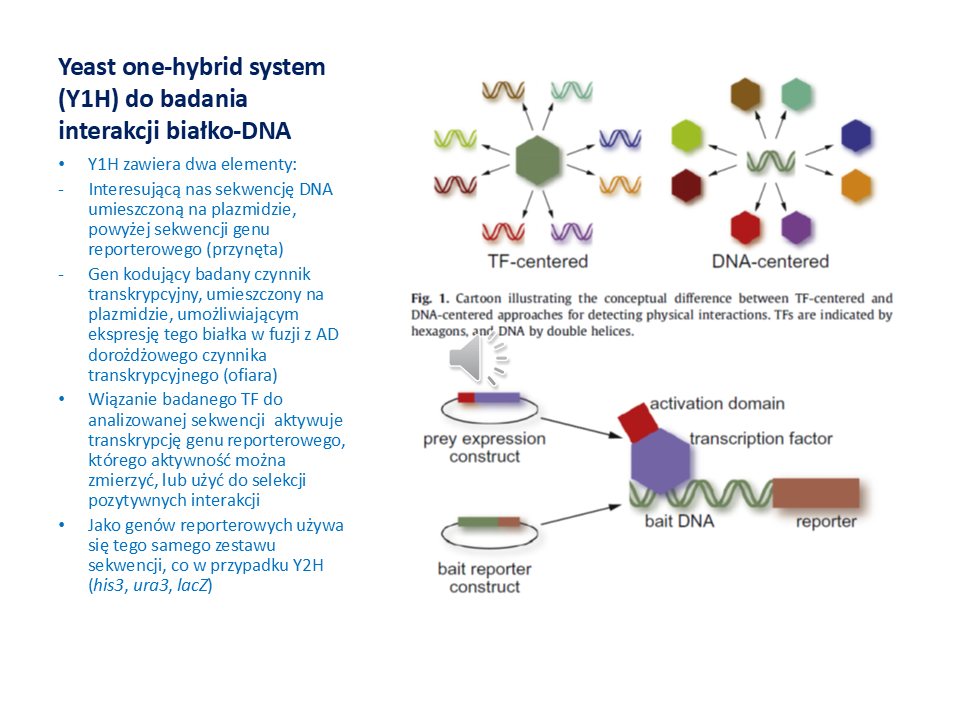 Yeast one-hybrid system
(Y1H) do badania
interakcji białko-DNA
• Y1H zawiera dwa elementy:
- Interesującą nas sekwencję DNA
umieszczoną na plazmidzie,
powyżej sekwencji genu
reporterowego (przynęta)
- Gen kodujący badany czynnik
transkrypcyjny, umieszczony na
plazmidzie, umożliwiającym
ekspresję tego białka w fuzji z AD
dorożdżowego czynnika
transkrypcyjnego (ofiara)
• Wiązanie badanego TF do
analizowanej sekwencji aktywuje
transkrypcję genu reporterowego,
którego aktywność można
zmierzyć, lub użyć do selekcji
pozytywnych interakcji
• Jako genów reporterowych używa
się tego samego zestawu
sekwencji, co w przypadku Y2H
(his3, ura3, lacZ)
TF-centered
DNA-centered
Fig. 1. Cartoon illustrating the conceptual difference between TF-centered and
DNA-centered approaches for detecting physical interactions. TFs are indicated by
hexagons, and DNA by double helices.
activation domain
prey expression
construct
transcription factor
bait DNA
reporter
bait reporter
construct